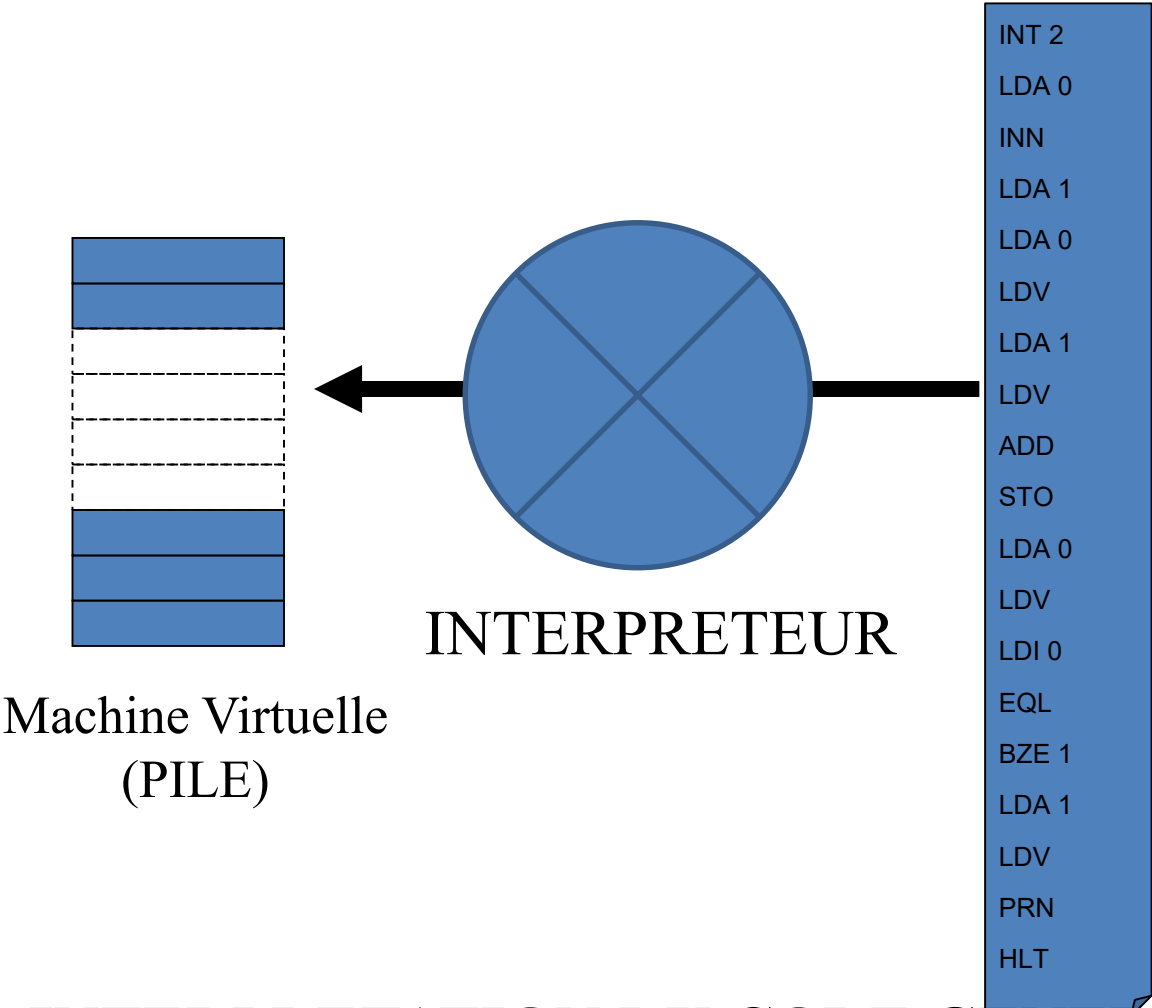 INT 2
LDA 0
INN
LDA 1
LDA 0
LDV
LDA 1
LDV
ADD
STO
LDA 0
LDV
LDI 0
EQL
BZE 1
LDA 1
LDV
PRN
HLT
INTERPRETEUR
Machine Virtuelle
(PILE)